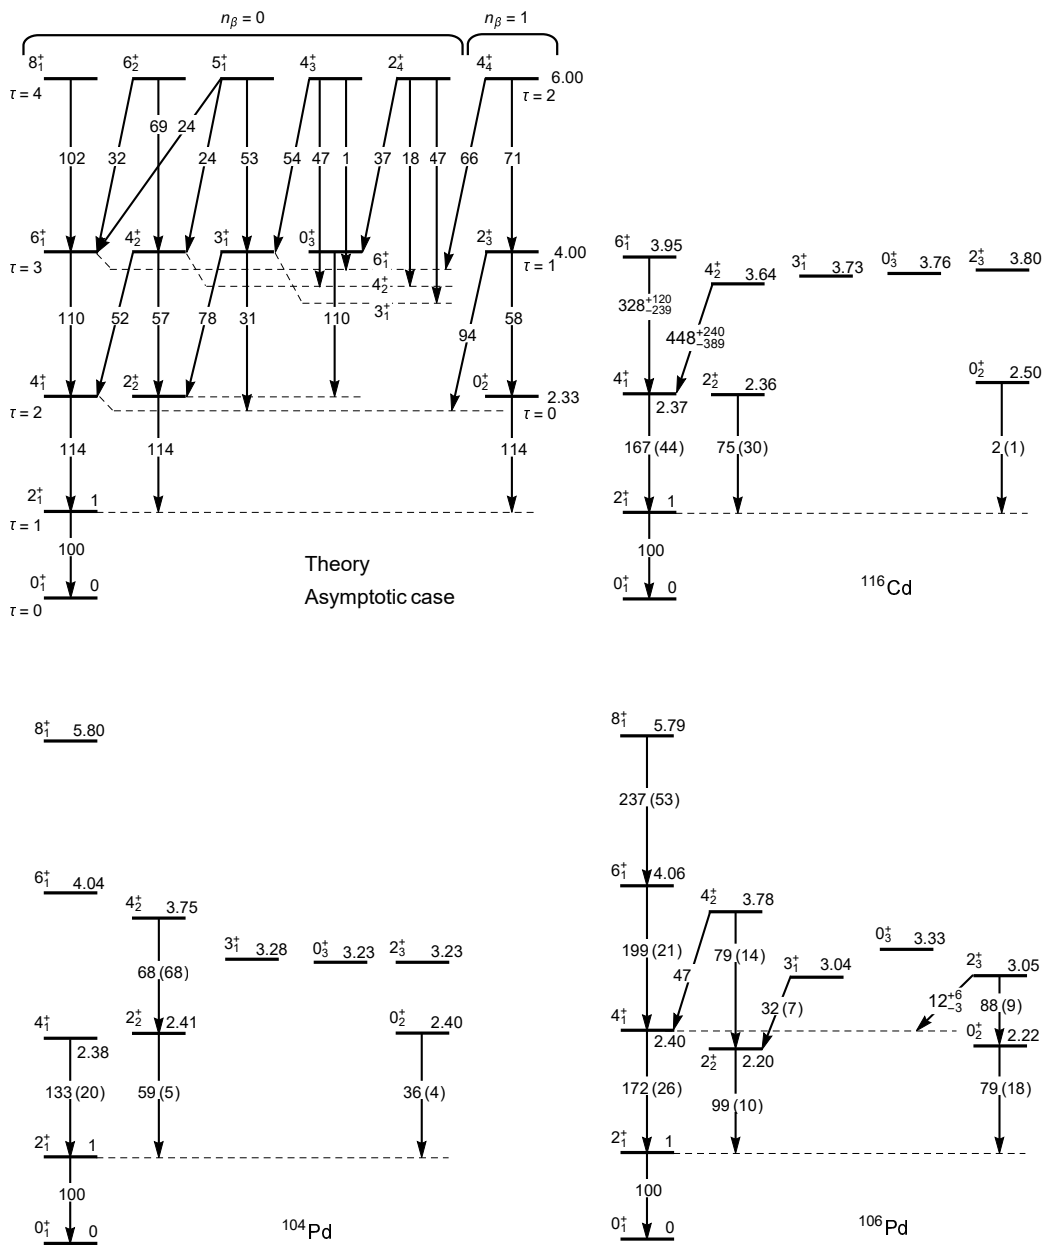 nβ = 0 nβ = 1
8₁⁺ 6₂⁺ 5₁⁺ 4₃⁺ 2₄⁺ 4₄⁺ 6.00
τ = 4 τ = 2
69 24
102 32 24 53 54 47 1 37 18 47 66 71
6₁⁺ 4₂⁺ 3₁⁺ 0₃⁺ 2₃⁺ 4.00
τ = 3 6₁⁺ τ = 1
4₂⁺
3₁⁺
110 52 57 78 31 110 94 58
4₁⁺ 2₂⁺ 0₂⁺ 2.33
τ = 2 τ = 0
114 114 114
2₁⁺ 1
τ = 1
100
0₁⁺ 0
τ = 0
Theory
Asymptotic case
6₁⁺ 3.95 4₂⁺ 3.64 3₁⁺ 3.73 0₃⁺ 3.76 2₃⁺ 3.80
328 +120 −239
448 +240 −389
4₁⁺ 2.37 2₂⁺ 2.36 0₂⁺ 2.50
167 (44) 75 (30) 2 (1)
2₁⁺ 1
100
0₁⁺ 0
¹¹⁶Cd
8₁⁺ 5.80
6₁⁺ 4.04
4₂⁺ 3.75
3₁⁺ 3.28 0₃⁺ 3.23 2₃⁺ 3.23
68 (68)
4₁⁺ 2.38 2₂⁺ 2.41 0₂⁺ 2.40
133 (20) 59 (5) 36 (4)
2₁⁺ 1
100
0₁⁺ 0
¹⁰⁴Pd
8₁⁺ 5.79
237 (53)
6₁⁺ 4.06
4₂⁺ 3.78
0₃⁺ 3.33
199 (21) 47 79 (14) 3₁⁺ 3.04 2₃⁺ 3.05
32 (7) 12 +6 −3 88 (9)
4₁⁺ 2.40 2₂⁺ 2.20 0₂⁺ 2.22
172 (26) 99 (10) 79 (18)
2₁⁺ 1
100
0₁⁺ 0
¹⁰⁶Pd